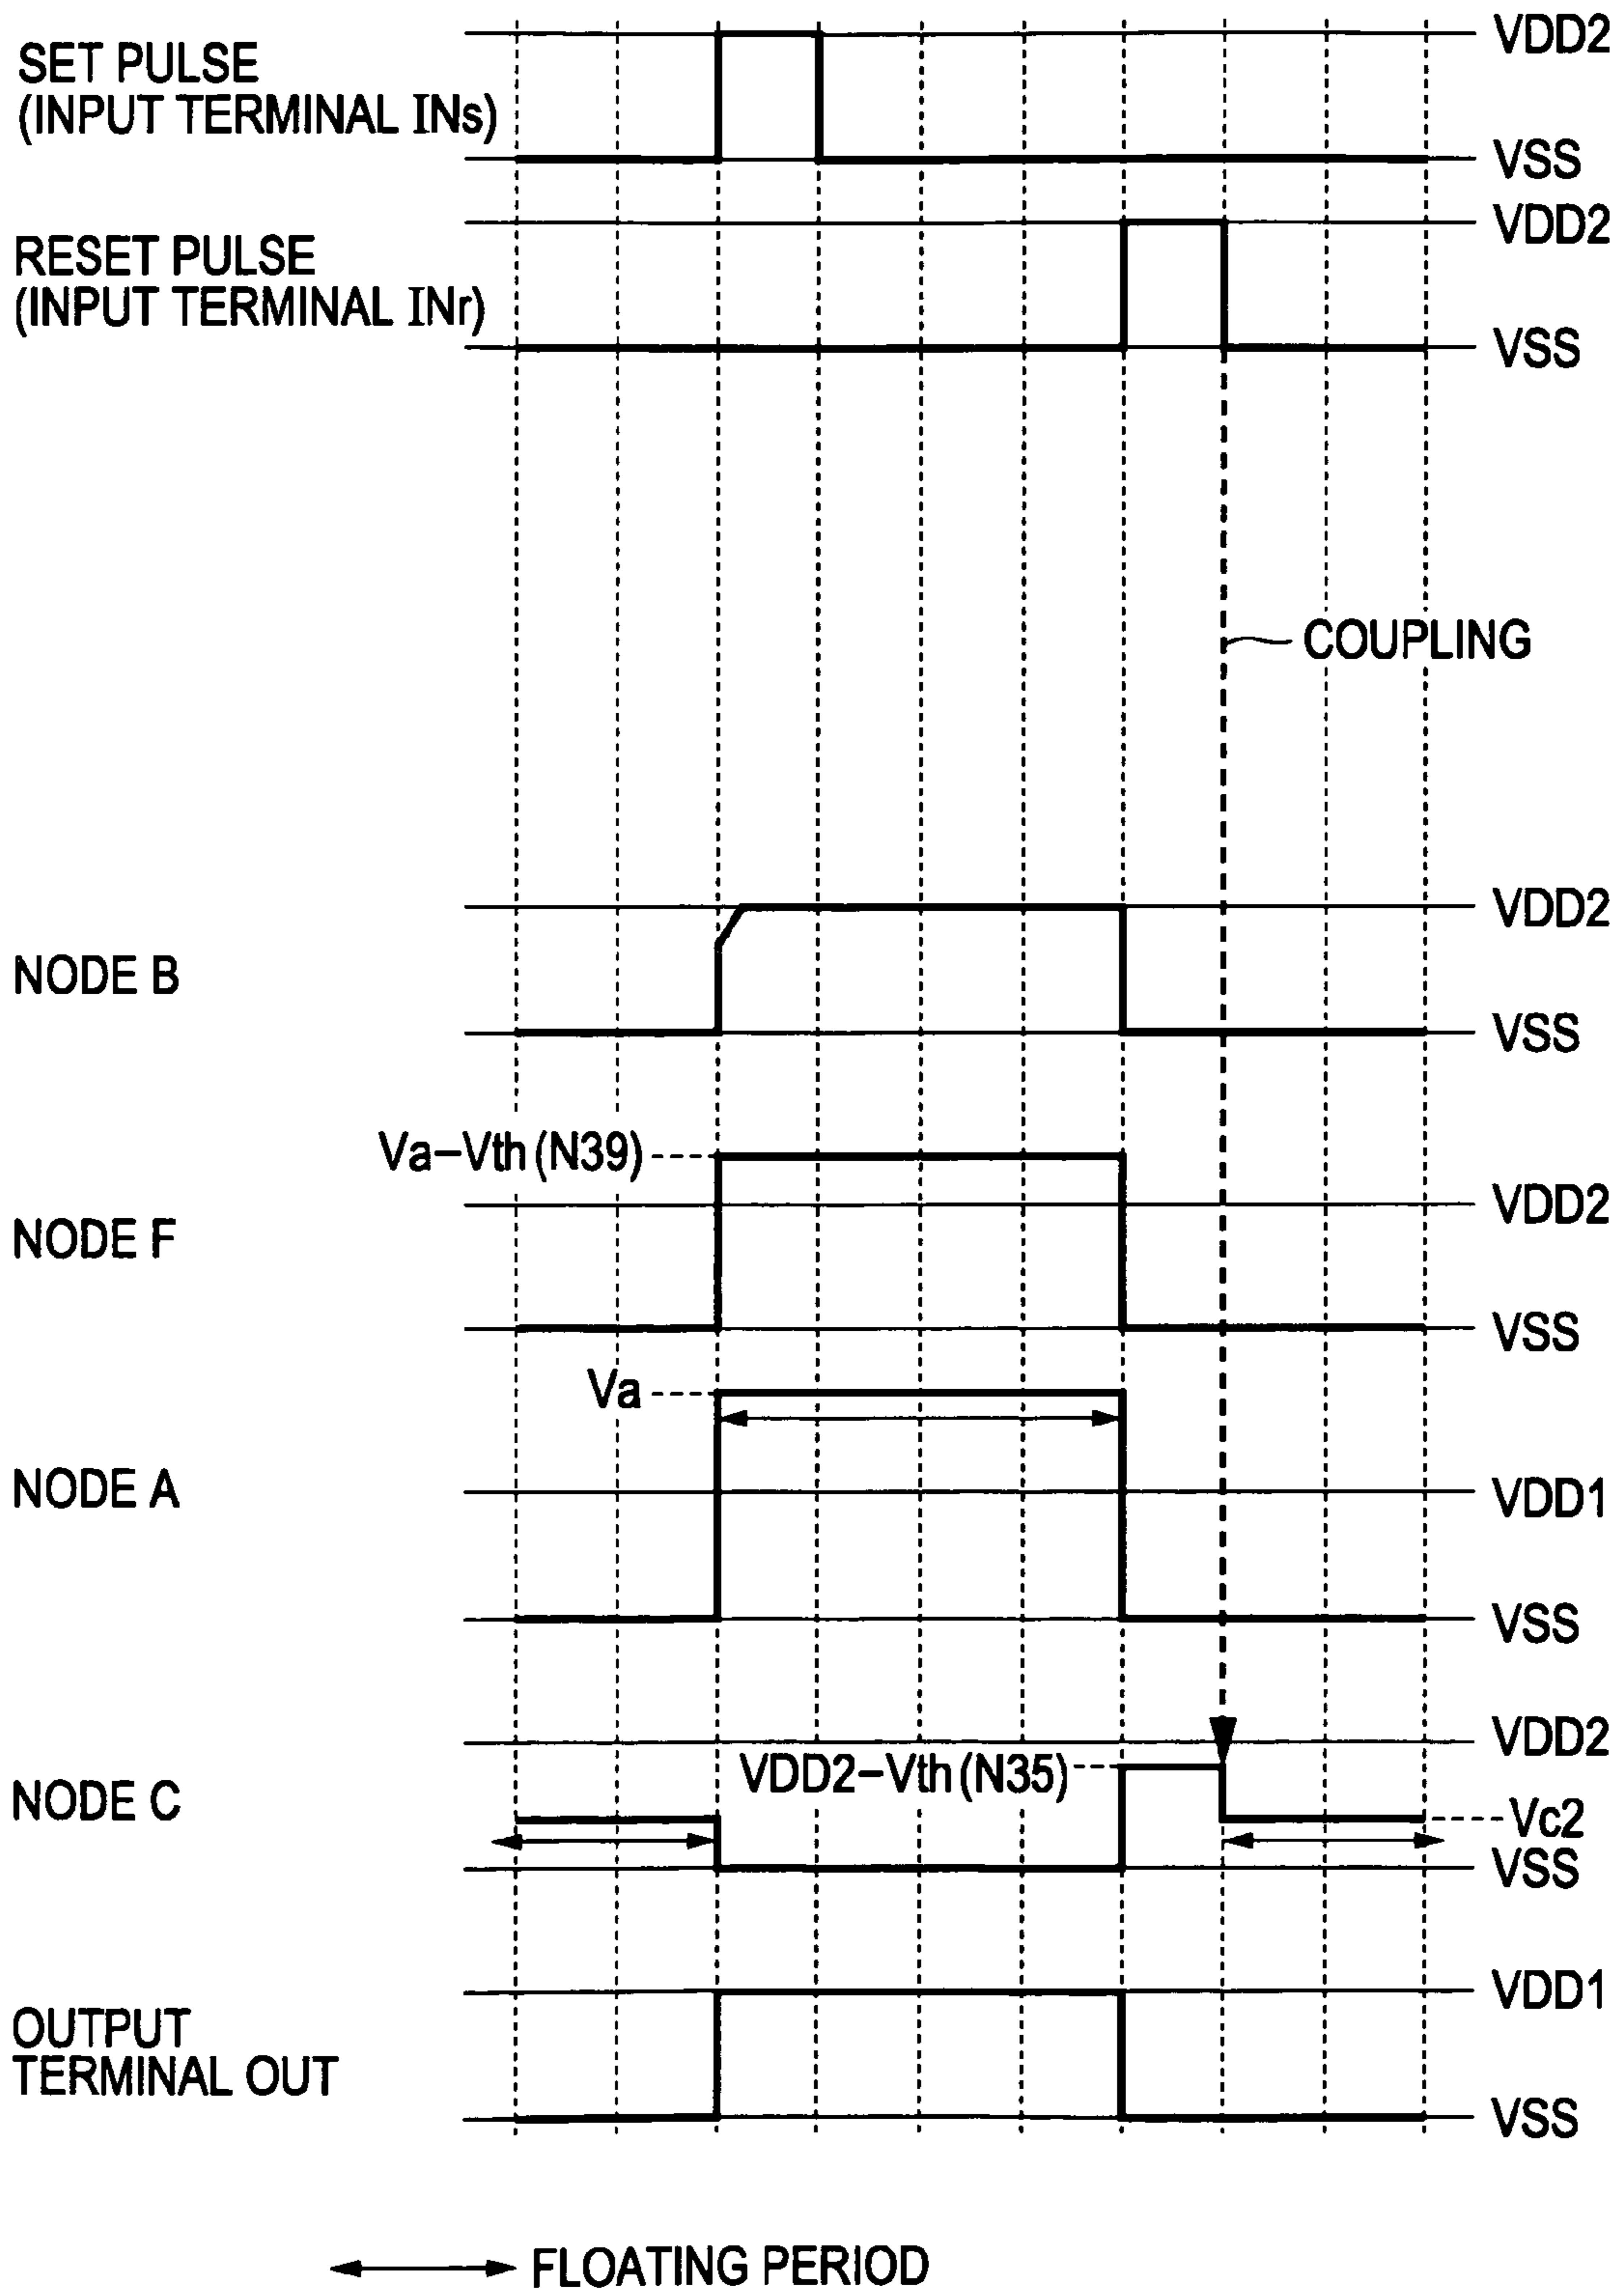 SET PULSE
(INPUT TERMINAL INs)
VDD2
VSS
RESET PULSE
(INPUT TERMINAL INr)
VDD2
VSS
COUPLING
NODE B
VDD2
VSS
Va-Vth (N39)
NODE F
VDD2
VSS
Va
NODE A
VDD1
VSS
NODE C
VDD2
VDD2-Vth (N35)
Vc2
VSS
OUTPUT
TERMINAL OUT
VDD1
VSS
FLOATING PERIOD